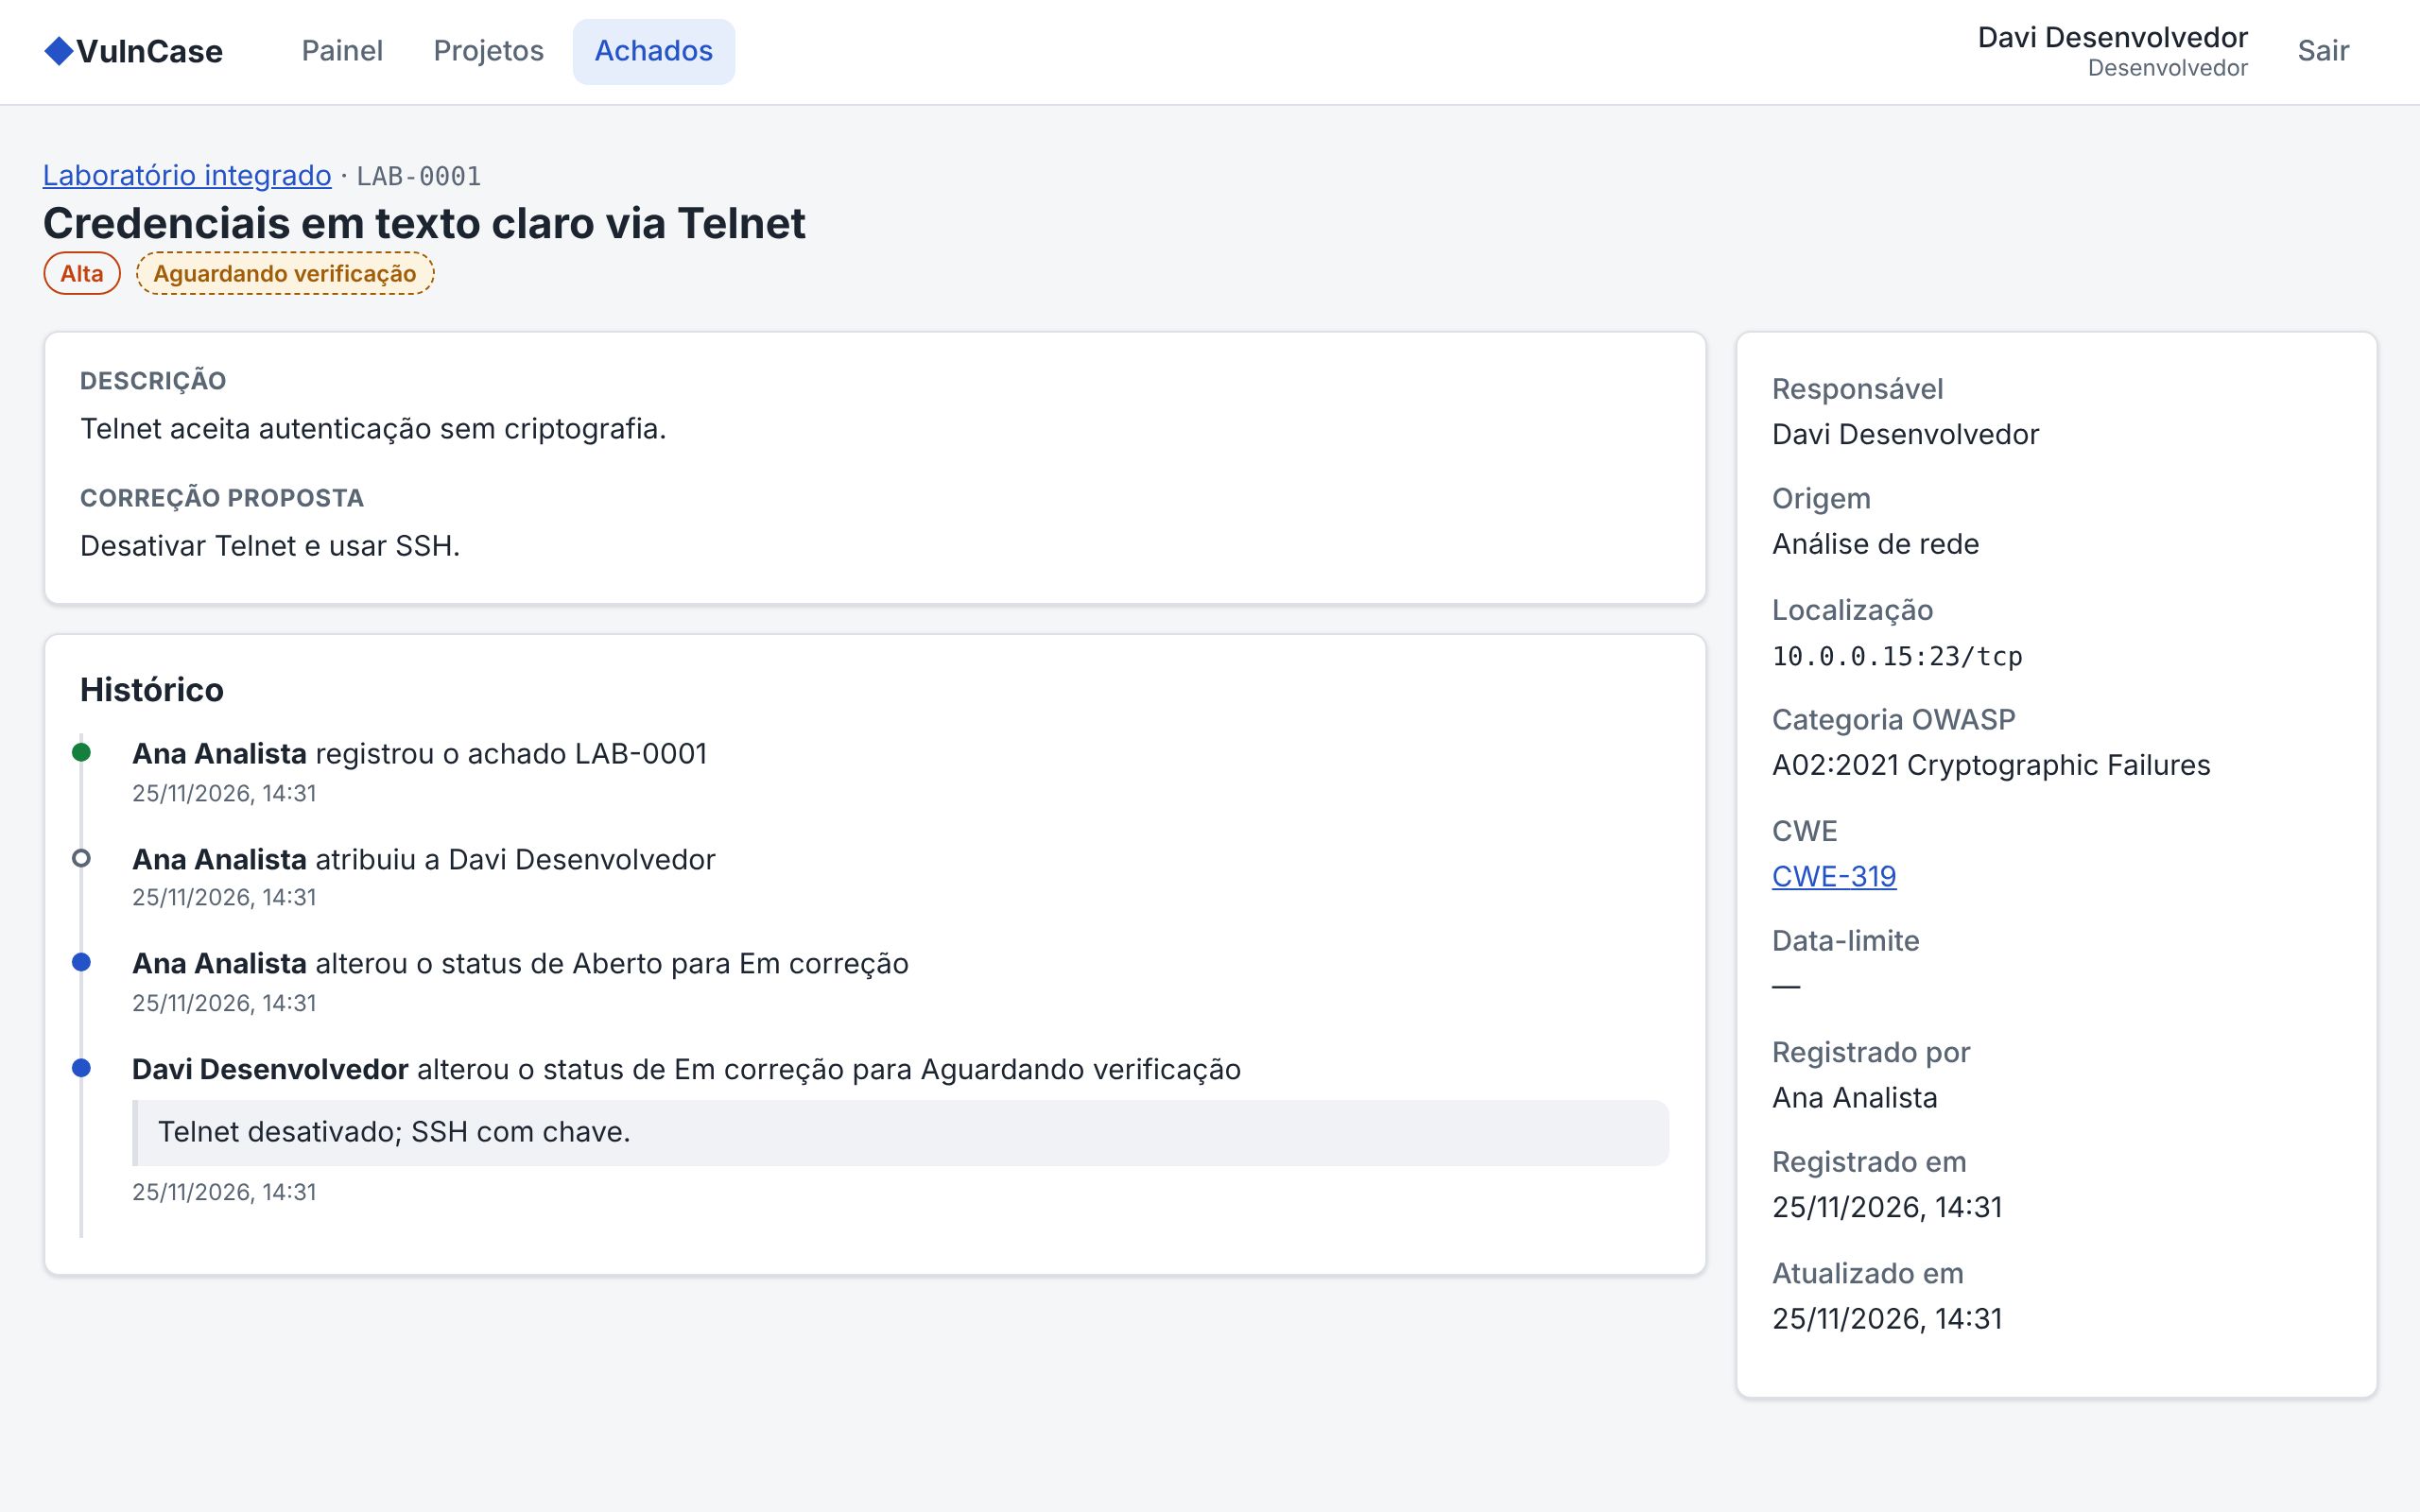 VulnCase
Painel
Projetos
Achados
Davi Desenvolvedor
Desenvolvedor
Sair
Laboratório integrado · LAB-0001
Credenciais em texto claro via Telnet
Alta
Aguardando verificação
DESCRIÇÃO
Telnet aceita autenticação sem criptografia.
CORREÇÃO PROPOSTA
Desativar Telnet e usar SSH.
Histórico
Ana Analista registrou o achado LAB-0001
25/11/2026, 14:31
Ana Analista atribuiu a Davi Desenvolvedor
25/11/2026, 14:31
Ana Analista alterou o status de Aberto para Em correção
25/11/2026, 14:31
Davi Desenvolvedor alterou o status de Em correção para Aguardando verificação
Telnet desativado; SSH com chave.
25/11/2026, 14:31
Responsável
Davi Desenvolvedor
Origem
Análise de rede
Localização
10.0.0.15:23/tcp
Categoria OWASP
A02:2021 Cryptographic Failures
CWE
CWE-319
Data-limite
—
Registrado por
Ana Analista
Registrado em
25/11/2026, 14:31
Atualizado em
25/11/2026, 14:31